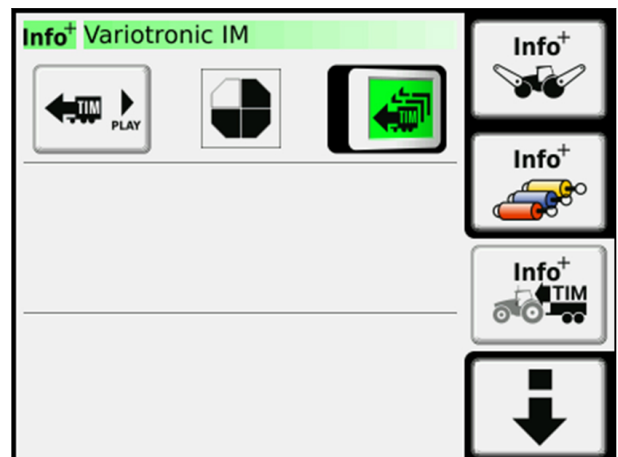 Info+ Variotronic IM
TIM PLAY
TIM
Info+
Info+
Info+
TIM